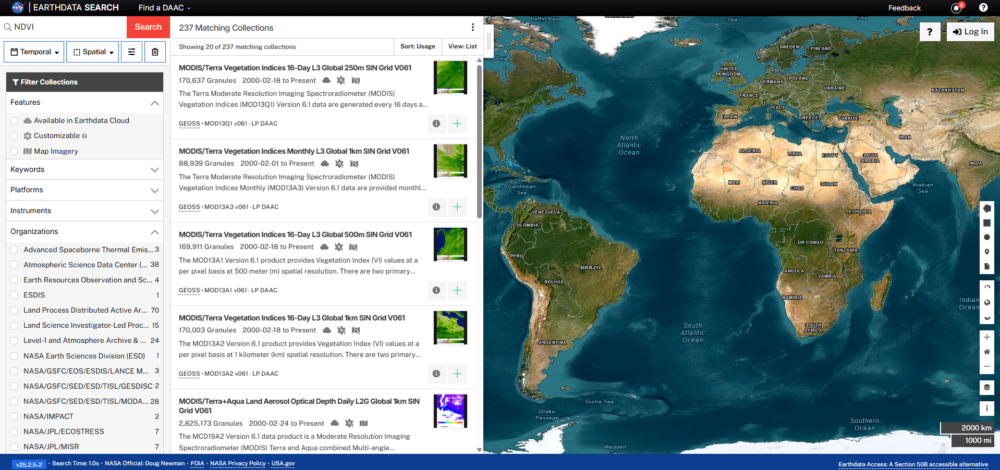 NASA
EARTHDATA SEARCH
Find a DAAC
Feedback
5
?
NDVI
Search
Temporal
Spatial
Filter Collections
Features
Available in Earthdata Cloud
Customizable ?
Map Imagery
Keywords
Platforms
Instruments
Organizations
Advanced Spaceborne Thermal Emis... 3
Atmospheric Science Data Center (... 38
Earth Resources Observation and Sc... 4
ESDIS 1
Land Process Distributed Active Ar... 70
Land Science Investigator-Led Proc... 15
Level-1 and Atmosphere Archive & ... 24
NASA Earth Sciences Division (ESD) 1
NASA/GSFC/EOS/ESDIS/LANCE M... 3
NASA/GSFC/SED/ESD/TISL/GESDISC 2
NASA/GSFC/SED/ESD/TISL/MODA... 28
NASA/IMPACT 2
NASA/JPL/ECOSTRESS 7
NASA/JPL/MISR 7
237 Matching Collections
Showing 20 of 237 matching collections
Sort: Usage
View: List
MODIS/Terra Vegetation Indices 16-Day L3 Global 250m SIN Grid V061
170,637 Granules 2000-02-18 to Present
The Terra Moderate Resolution Imaging Spectroradiometer (MODIS)
Vegetation Indices (MOD13Q1) Version 6.1 data are generated every 16 days a...
GEOSS • MOD13Q1 v061 - LP DAAC
MODIS/Terra Vegetation Indices Monthly L3 Global 1km SIN Grid V061
88,939 Granules 2000-02-01 to Present
The Terra Moderate Resolution Imaging Spectroradiometer (MODIS)
Vegetation Indices Monthly (MOD13A3) Version 6.1 data are provided monthl...
GEOSS • MOD13A3 v061 - LP DAAC
MODIS/Terra Vegetation Indices 16-Day L3 Global 500m SIN Grid V061
169,911 Granules 2000-02-18 to Present
The MOD13A1 Version 6.1 product provides Vegetation Index (VI) values at a
per pixel basis at 500 meter (m) spatial resolution. There are two primary...
GEOSS • MOD13A1 v061 - LP DAAC
MODIS/Terra Vegetation Indices 16-Day L3 Global 1km SIN Grid V061
170,003 Granules 2000-02-18 to Present
The MOD13A2 Version 6.1 product provides Vegetation Index (VI) values at a
per pixel basis at 1 kilometer (km) spatial resolution. There are two primary...
GEOSS • MOD13A2 v061 - LP DAAC
MODIS/Terra+Aqua Land Aerosol Optical Depth Daily L2G Global 1km SIN
Grid V061
2,825,173 Granules 2000-02-24 to Present
The MCD19A2 Version 6.1 data product is a Moderate Resolution Imaging
Spectroradiometer (MODIS) Terra and Aqua combined Multi-angle...
?
Log In
Baffin Bay
GREENLAND
Sea
Sea
son Bay
SWEDEN
FINLAND
UNITED
KINGDOM
POLAND
GERMANY
UKRAINE
KAZAKHSTAN
FRANCE
ITALY
SPAIN
GREECE
TÜRKIYE
IRAN
North
Atlantic
Ocean
ALGERIA
LIBYA
EGYPT
SAUDI
ARABIA
INDIA
MALI
NIGER
CHAD
SUDAN
Arabian
Sea
Caribbean
Sea
NIGERIA
ETHIOPIA
VENEZUELA
COLOMBIA
DR CONGO
TANZANIA
PERÚ
BRAZIL
ANGOLA
ZAMBIA
BOLIVIA
NAMIBIA
Indian
Ocean
South
Atlantic
Ocean
SOUTH
AFRICA
ARGENTINA
Scotia Sea
Drake
Passage
Southern
Ocean
Weddell
Sea
2000 km
1000 mi
v25.2.5-2 • Search Time: 1.0s • NASA Official: Doug Newman • FOIA • NASA Privacy Policy • USA.gov
Earthdata Access: A Section 508 accessible alternative